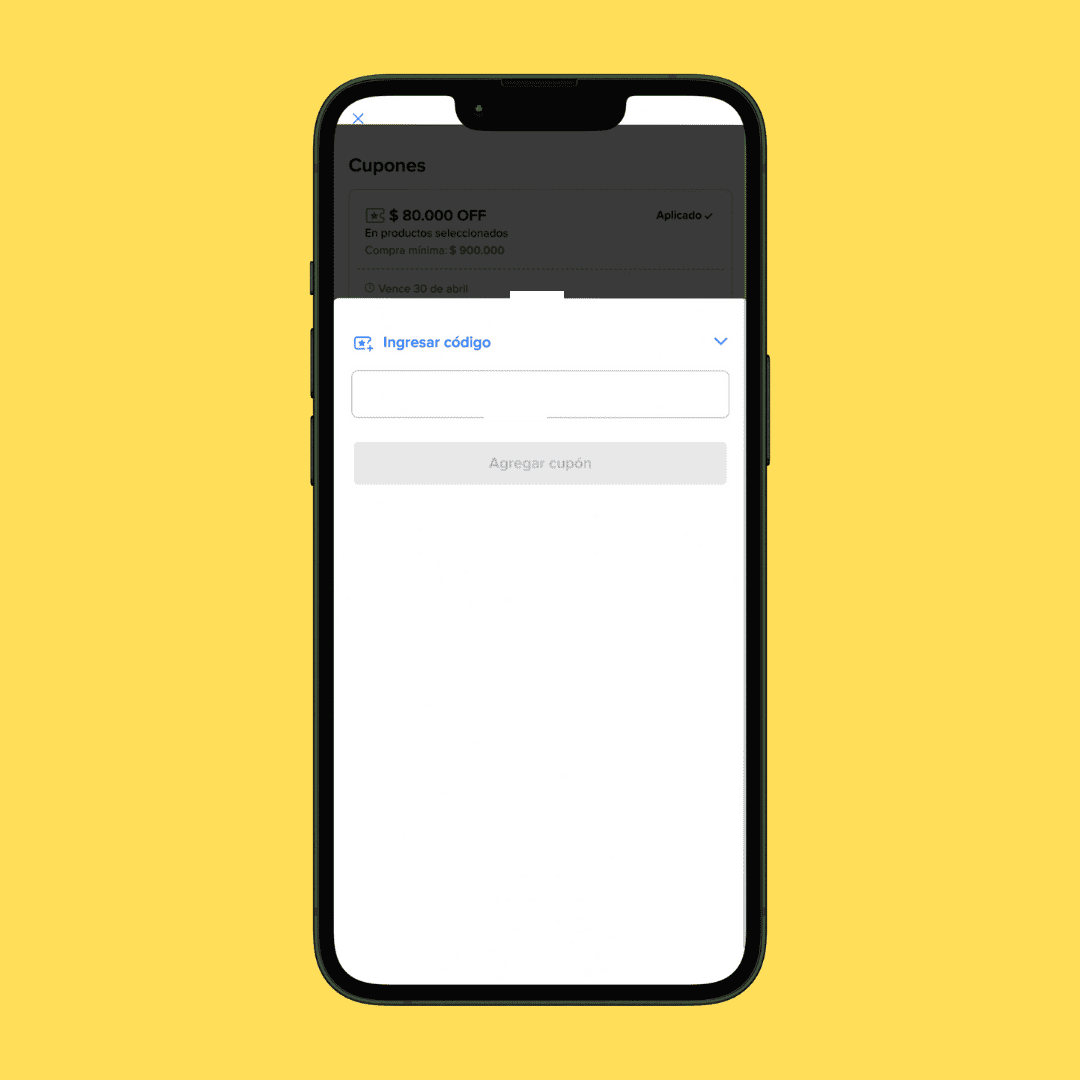 Cupones
$ 80.000 OFF
Aplicado
En productos seleccionados
Compra mínima: $ 900.000
Vence 30 de abril
Ingresar código
Agregar cupón